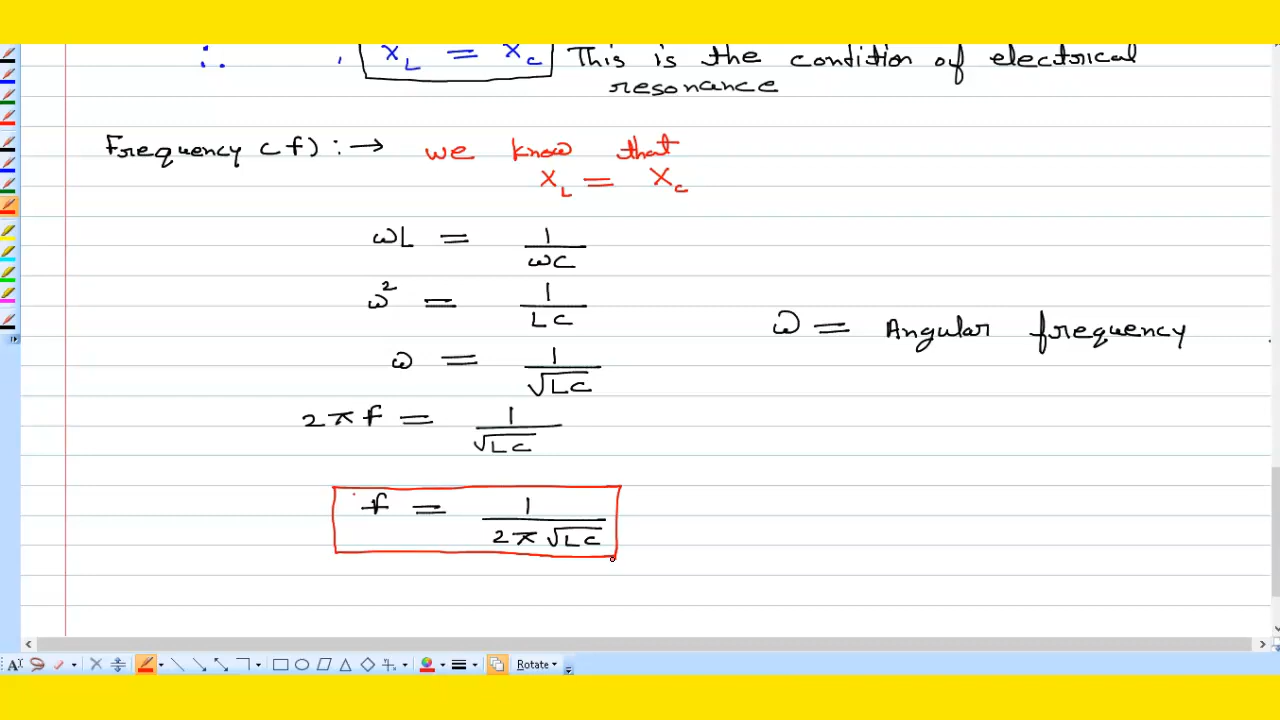 ∴ , X_L = X_C This is the condition of electrical
resonance
Frequency (f) :→ we know that
X_L = X_C
ωL = 1/ωC
ω² = 1/LC
ω = Angular frequency
ω = 1/√LC
2πf = 1/√LC
f = 1/2π√LC
Rotate